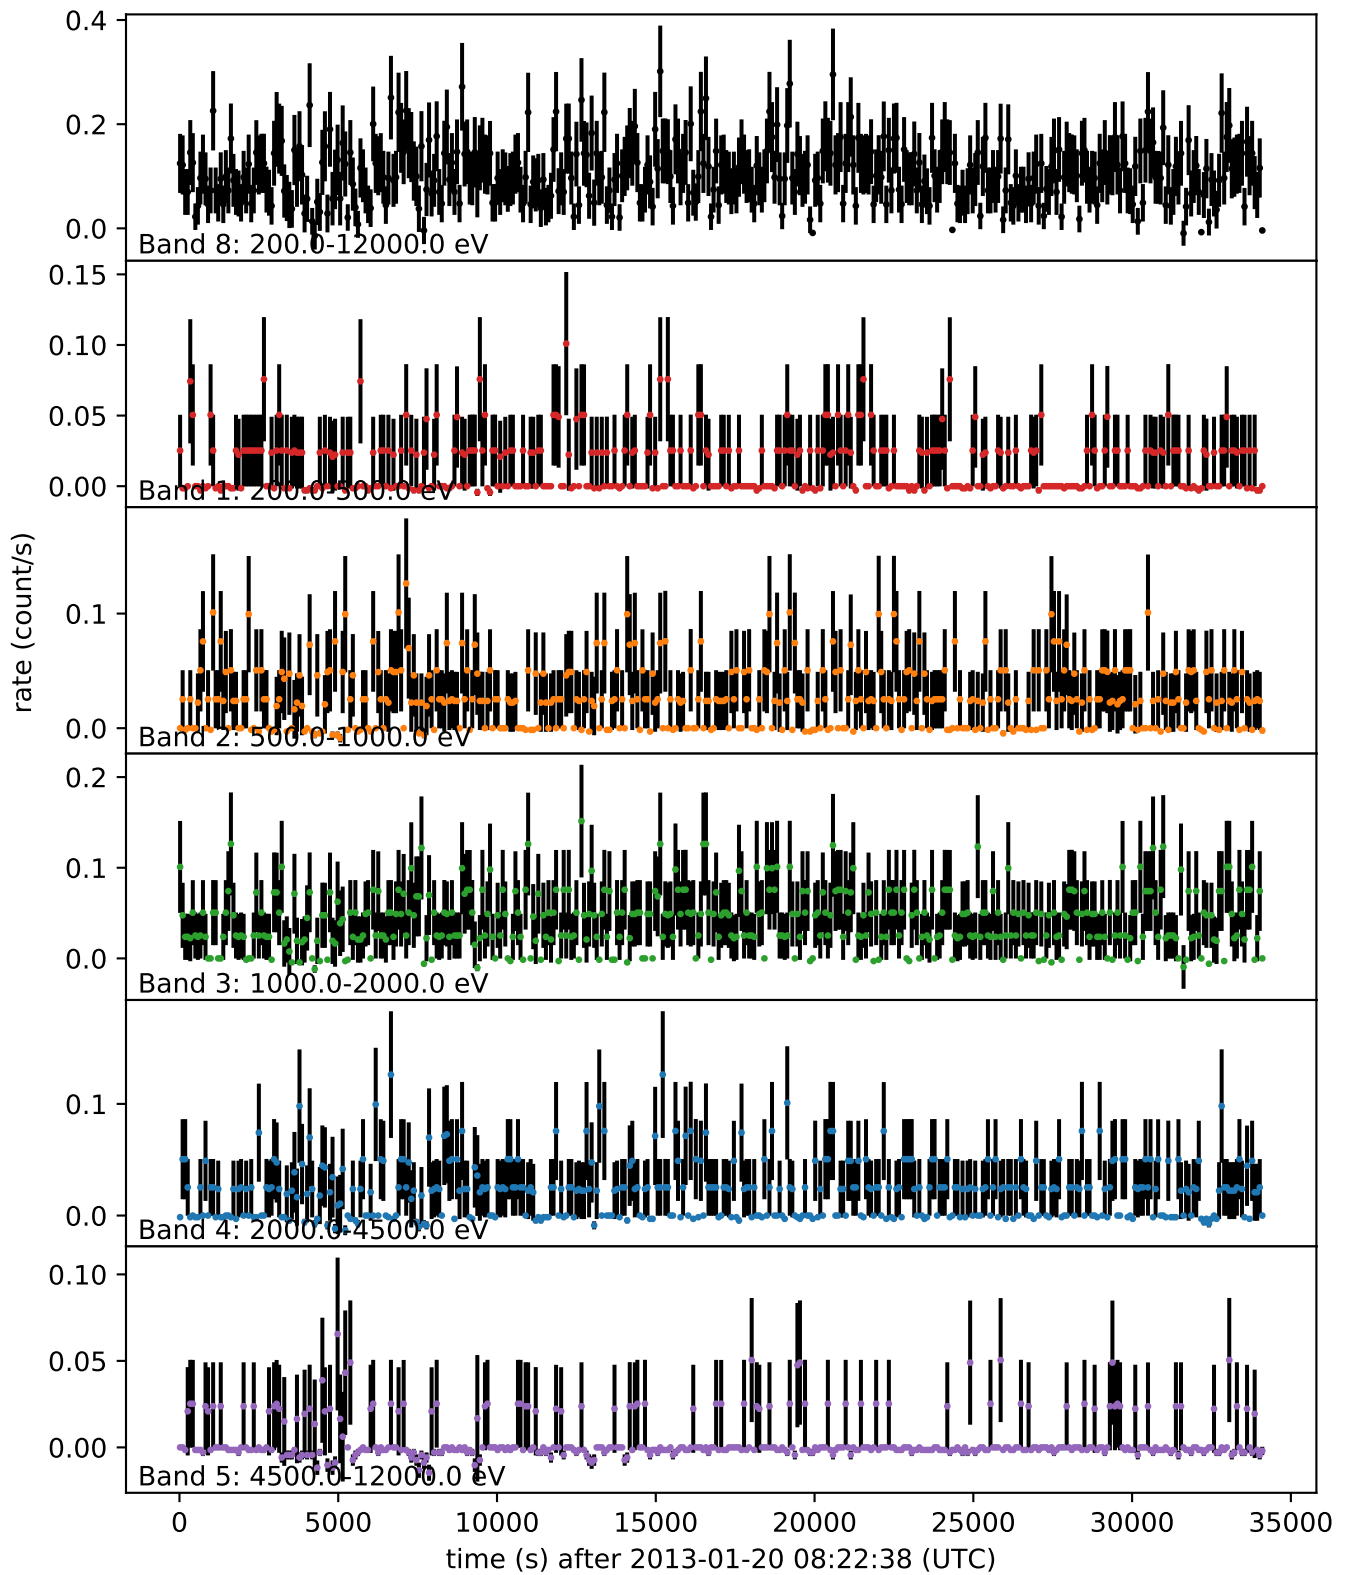 0.4
0.2
0.0
Band 8: 200.0-12000.0 eV
0.15
0.10
0.05
0.00
Band 1: 200.0-500.0 eV
0.1
0.0
Band 2: 500.0-1000.0 eV
rate (count/s)
0.2
0.1
0.0
Band 3: 1000.0-2000.0 eV
0.1
0.0
Band 4: 2000.0-4500.0 eV
0.10
0.05
0.00
Band 5: 4500.0-12000.0 eV
0 5000 10000 15000 20000 25000 30000 35000
time (s) after 2013-01-20 08:22:38 (UTC)